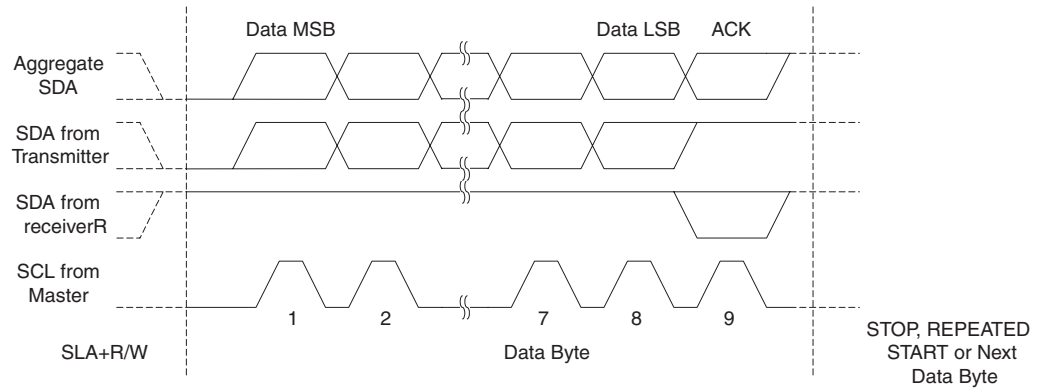 Data MSB
Data LSB
ACK
Aggregate
SDA
SDA from
Transmitter
SDA from
receiverR
SCL from
Master
1
2
7
8
9
SLA+R/W
Data Byte
STOP, REPEATED
START or Next
Data Byte